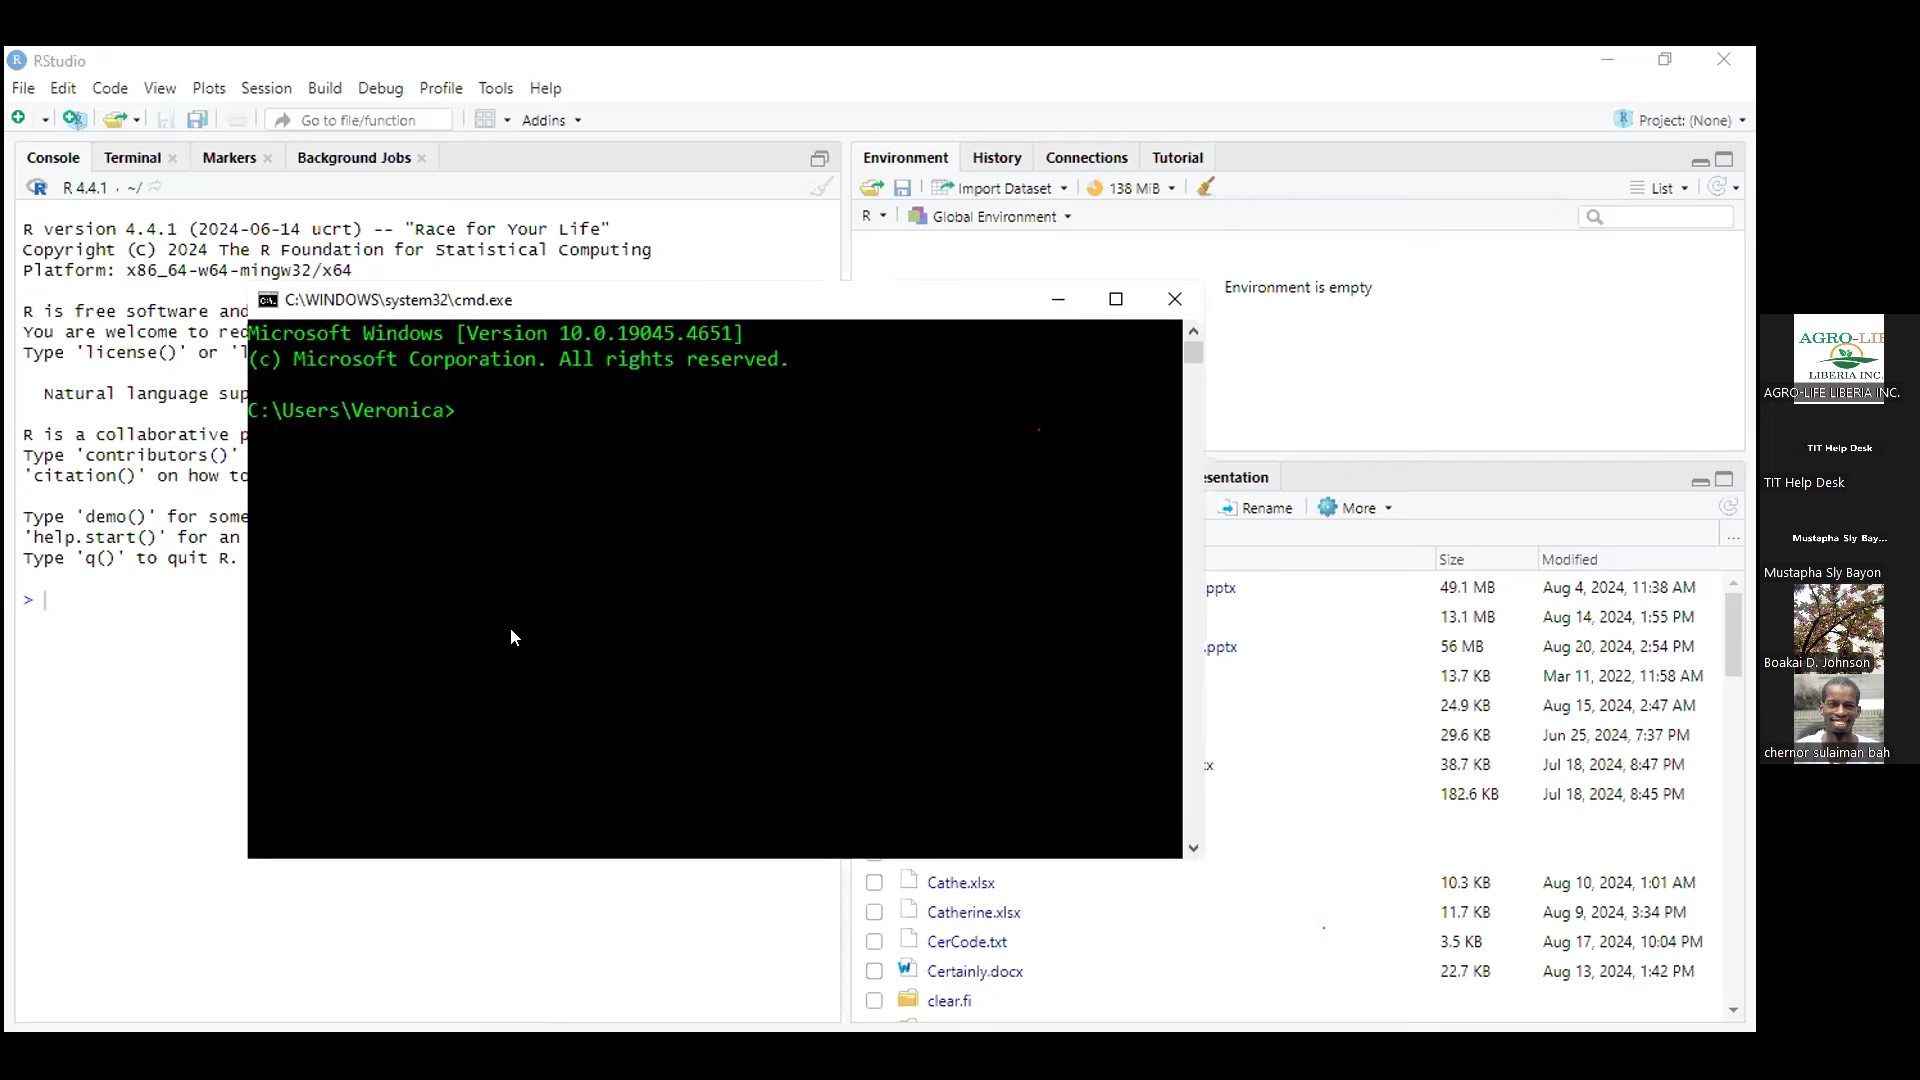 RStudio
File Edit Code View Plots Session Build Debug Profile Tools Help
Go to file/function Addins Project: (None)
Console Terminal Markers Background Jobs
R 4.4.1 · ~/
R version 4.4.1 (2024-06-14 ucrt) -- "Race for Your Life"
Copyright (C) 2024 The R Foundation for Statistical Computing
Platform: x86_64-w64-mingw32/x64
R is free software and
You are welcome to red
Type 'license()' or 'l
Natural language sup
R is a collaborative p
Type 'contributors()'
'citation()' on how to
Type 'demo()' for some
'help.start()' for an
Type 'q()' to quit R.
>
C:\WINDOWS\system32\cmd.exe
Microsoft Windows [Version 10.0.19045.4651]
(c) Microsoft Corporation. All rights reserved.
C:\Users\Veronica>
Environment History Connections Tutorial
Import Dataset 138 MiB List
R Global Environment
Environment is empty
esentation
Rename More
...
Size Modified
pptx 49.1 MB Aug 4, 2024, 11:38 AM
13.1 MB Aug 14, 2024, 1:55 PM
.pptx 56 MB Aug 20, 2024, 2:54 PM
13.7 KB Mar 11, 2022, 11:58 AM
24.9 KB Aug 15, 2024, 2:47 AM
29.6 KB Jun 25, 2024, 7:37 PM
38.7 KB Jul 18, 2024, 8:47 PM
182.6 KB Jul 18, 2024, 8:45 PM
Cathe.xlsx 10.3 KB Aug 10, 2024, 1:01 AM
Catherine.xlsx 11.7 KB Aug 9, 2024, 3:34 PM
CerCode.txt 3.5 KB Aug 17, 2024, 10:04 PM
Certainly.docx 22.7 KB Aug 13, 2024, 1:42 PM
clear.fi
AGRO-LIF
LIBERIA INC.
AGRO-LIFE LIBERIA INC.
TIT Help Desk
TIT Help Desk
Mustapha Sly Bay...
Mustapha Sly Bayon
Boakai D. Johnson
chernor sulaiman bah